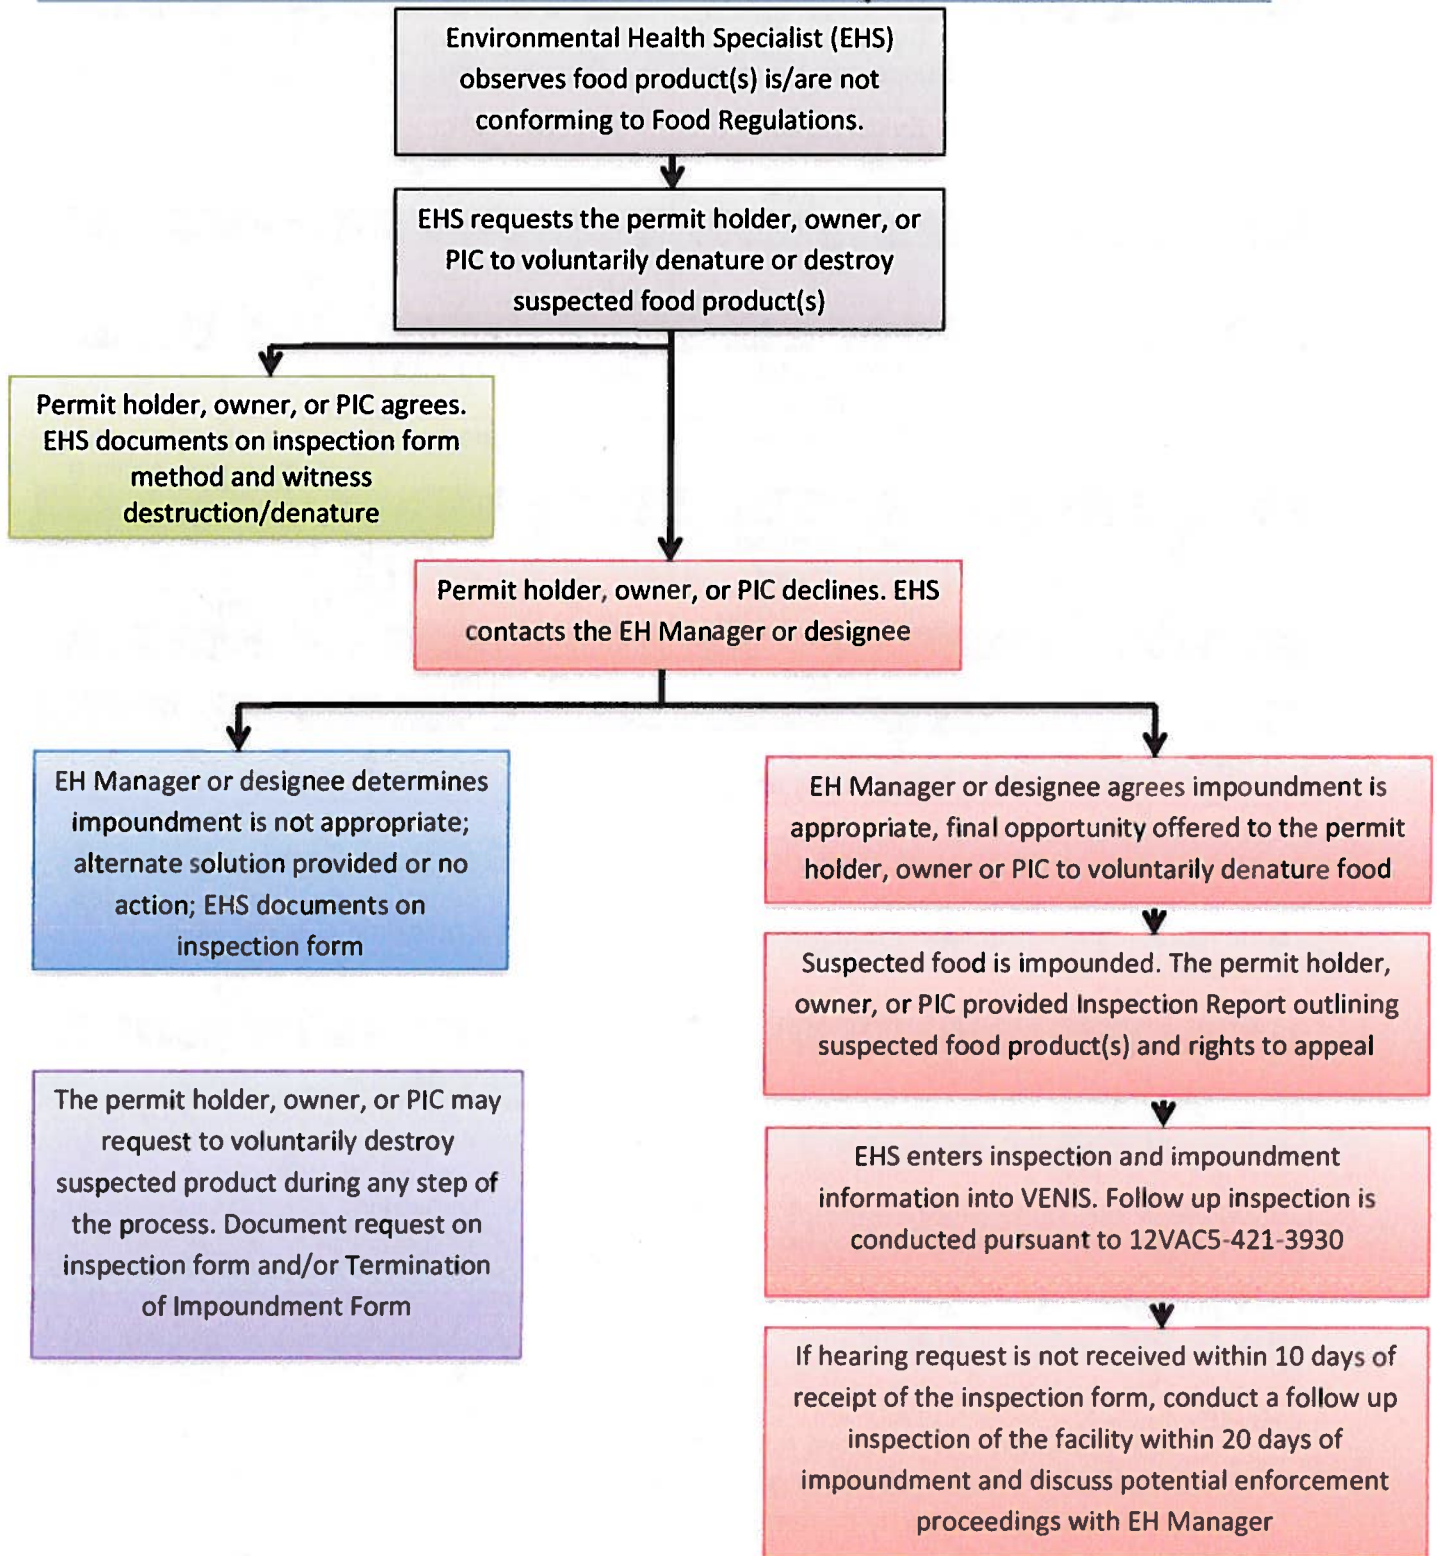 Environmental Health Specialist (EHS)
observes food product(s) is/are not
conforming to Food Regulations.
EHS requests the permit holder, owner, or
PIC to voluntarily denature or destroy
suspected food product(s)
Permit holder, owner, or PIC agrees.
EHS documents on inspection form
method and witness
destruction/denature
Permit holder, owner, or PIC declines. EHS
contacts the EH Manager or designee
EH Manager or designee determines
impoundment is not appropriate;
alternate solution provided or no
action; EHS documents on
inspection form
EH Manager or designee agrees impoundment is
appropriate, final opportunity offered to the permit
holder, owner or PIC to voluntarily denature food
Suspected food is impounded. The permit holder,
owner, or PIC provided Inspection Report outlining
suspected food product(s) and rights to appeal
The permit holder, owner, or PIC may
request to voluntarily destroy
suspected product during any step of
the process. Document request on
inspection form and/or Termination
of Impoundment Form
EHS enters inspection and impoundment
information into VENIS. Follow up inspection is
conducted pursuant to 12VAC5-421-3930
If hearing request is not received within 10 days of
receipt of the inspection form, conduct a follow up
inspection of the facility within 20 days of
impoundment and discuss potential enforcement
proceedings with EH Manager